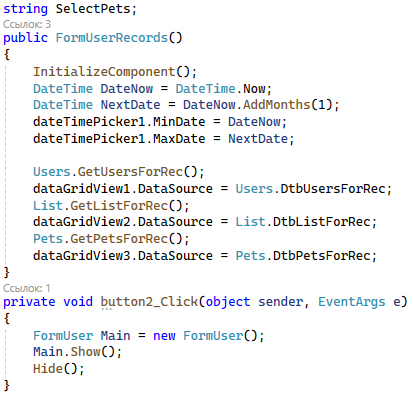 string SelectPets;
Ссылок: 3
public FormUserRecords()
{
InitializeComponent();
DateTime DateNow = DateTime.Now;
DateTime NextDate = DateNow.AddMonths(1);
dateTimePicker1.MinDate = DateNow;
dateTimePicker1.MaxDate = NextDate;
Users.GetUsersForRec();
dataGridView1.DataSource = Users.DtbUsersForRec;
List.GetListForRec();
dataGridView2.DataSource = List.DtbListForRec;
Pets.GetPetsForRec();
dataGridView3.DataSource = Pets.DtbPetsForRec;
}
Ссылок: 1
private void button2_Click(object sender, EventArgs e)
{
FormUser Main = new FormUser();
Main.Show();
Hide();
}